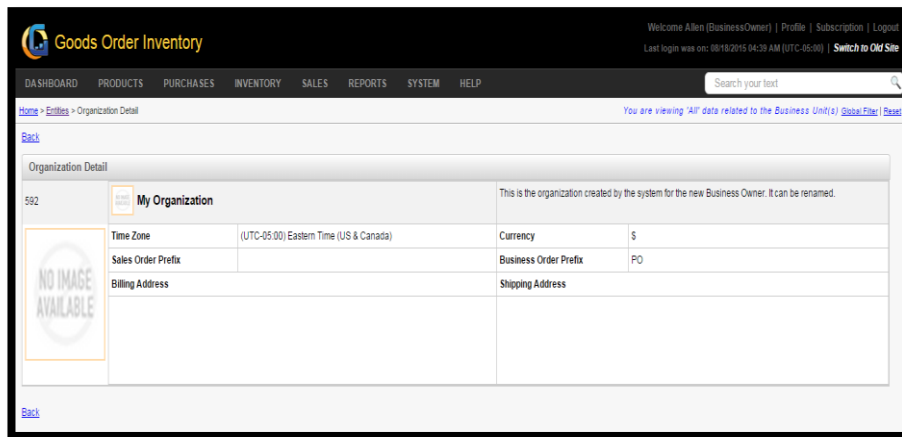 Goods Order Inventory
Welcome Allen (BusinessOwner) | Profile | Subscription | Logout
Last login was on: 08/18/2015 04:39 AM (UTC-05:00) | Switch to Old Site
DASHBOARD PRODUCTS PURCHASES INVENTORY SALES REPORTS SYSTEM HELP
Search your text
Home > Entities > Organization Detail
You are viewing 'All' data related to the Business Unit(s) Global Filter | Reset
Back
Organization Detail
592
My Organization
This is the organization created by the system for the new Business Owner. It can be renamed.
NO IMAGE
AVAILABLE
Time Zone (UTC-05:00) Eastern Time (US & Canada) Currency $
Sales Order Prefix Business Order Prefix PO
Billing Address Shipping Address
Back